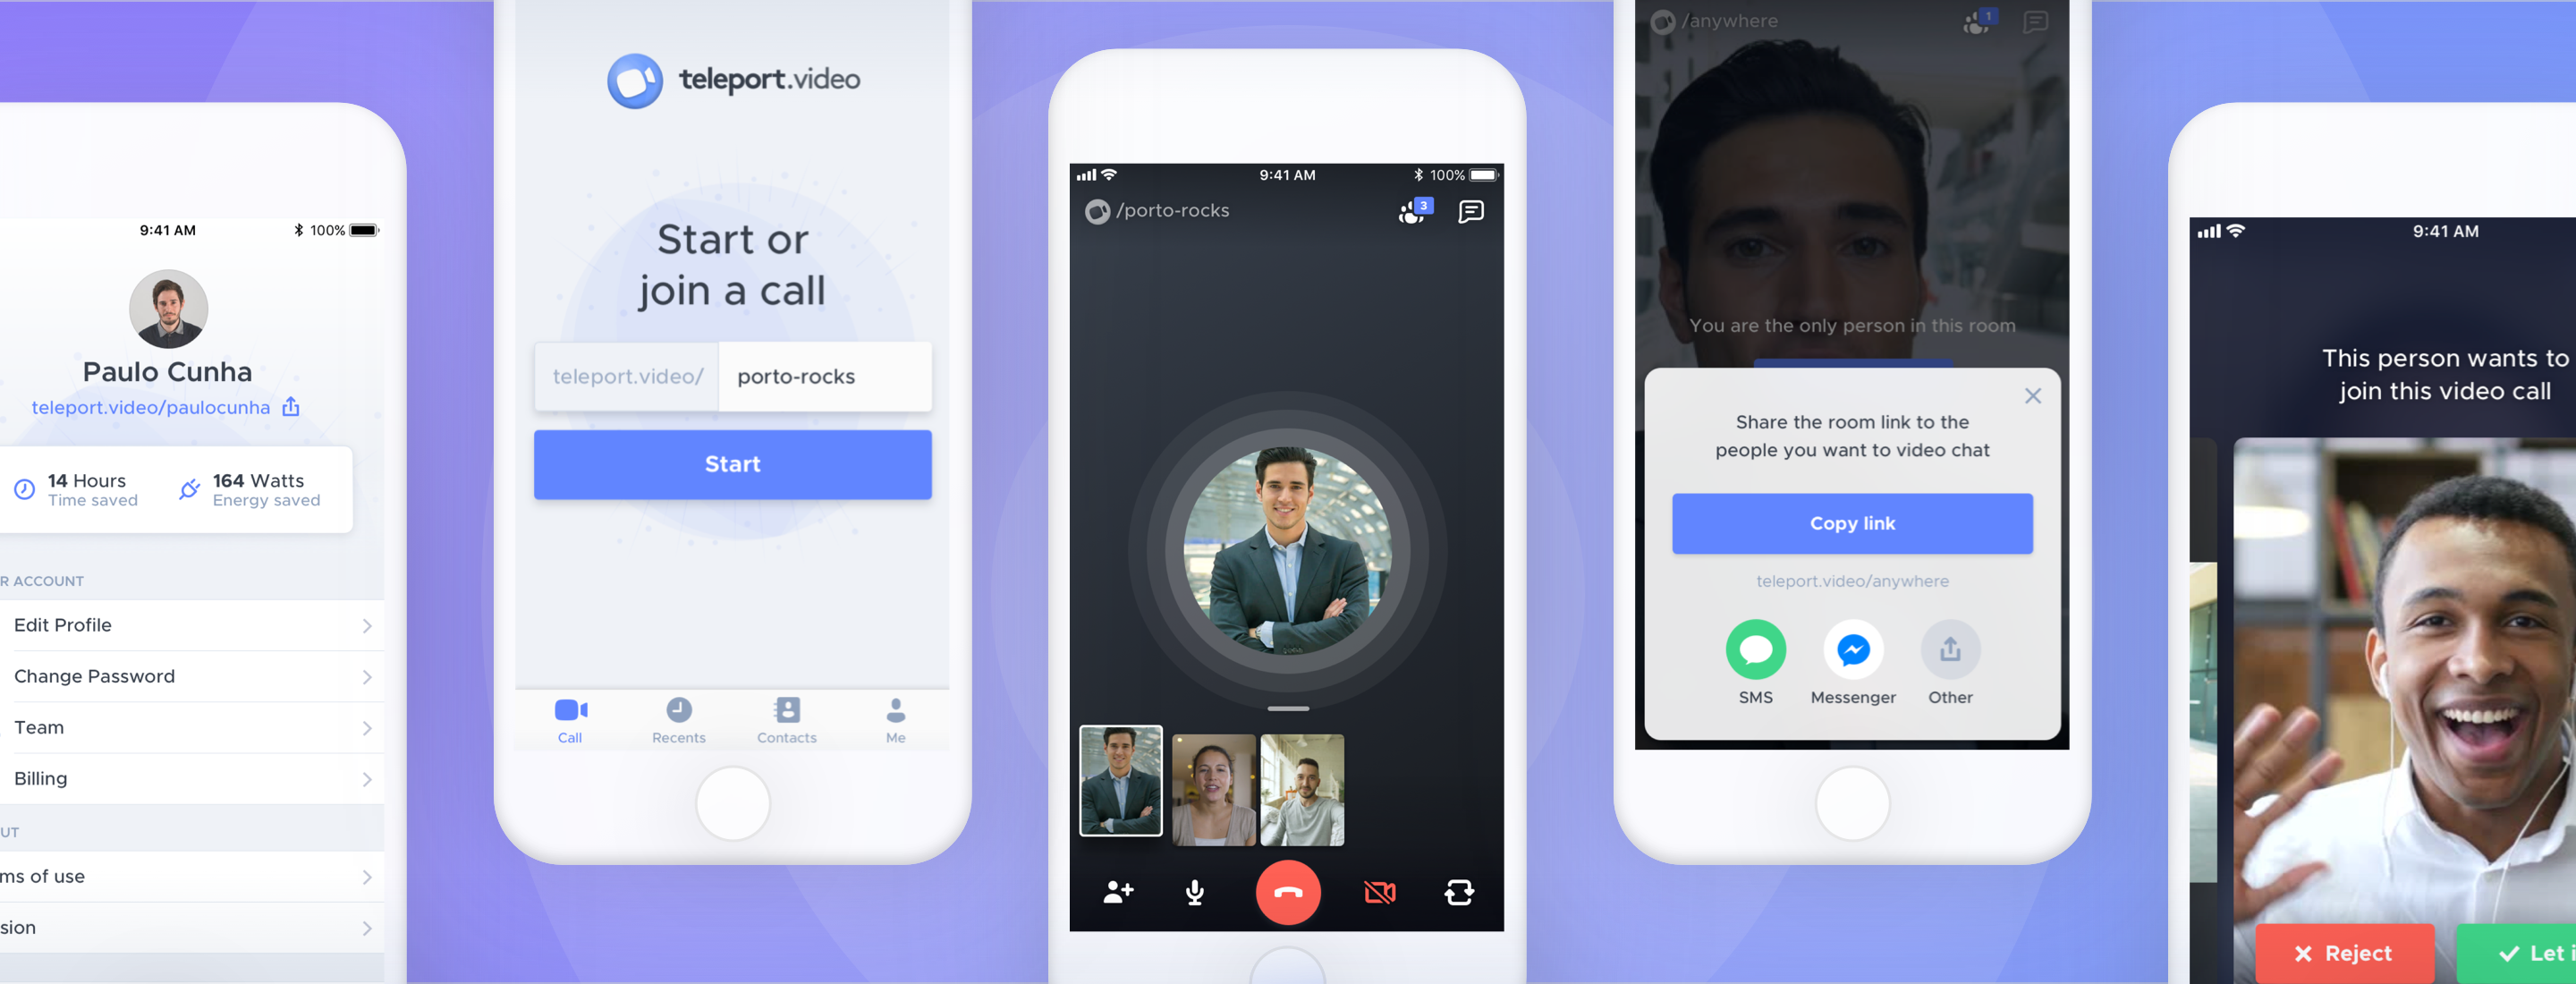 9:41 AM
100%
Paulo Cunha
teleport.video/paulocunha
14 Hours
Time saved
164 Watts
Energy saved
ACCOUNT
Edit Profile
Change Password
Team
Billing
of use
teleport.video
Start or
join a call
teleport.video/ porto-rocks
Start
Call Recents Contacts Me
9:41 AM 100%
/porto-rocks 3
/anywhere 1
You are the only person in this room
Share the room link to the
people you want to video chat
Copy link
teleport.video/anywhere
SMS Messenger Other
9:41 AM
This person wants to
join this video call
Reject
Let